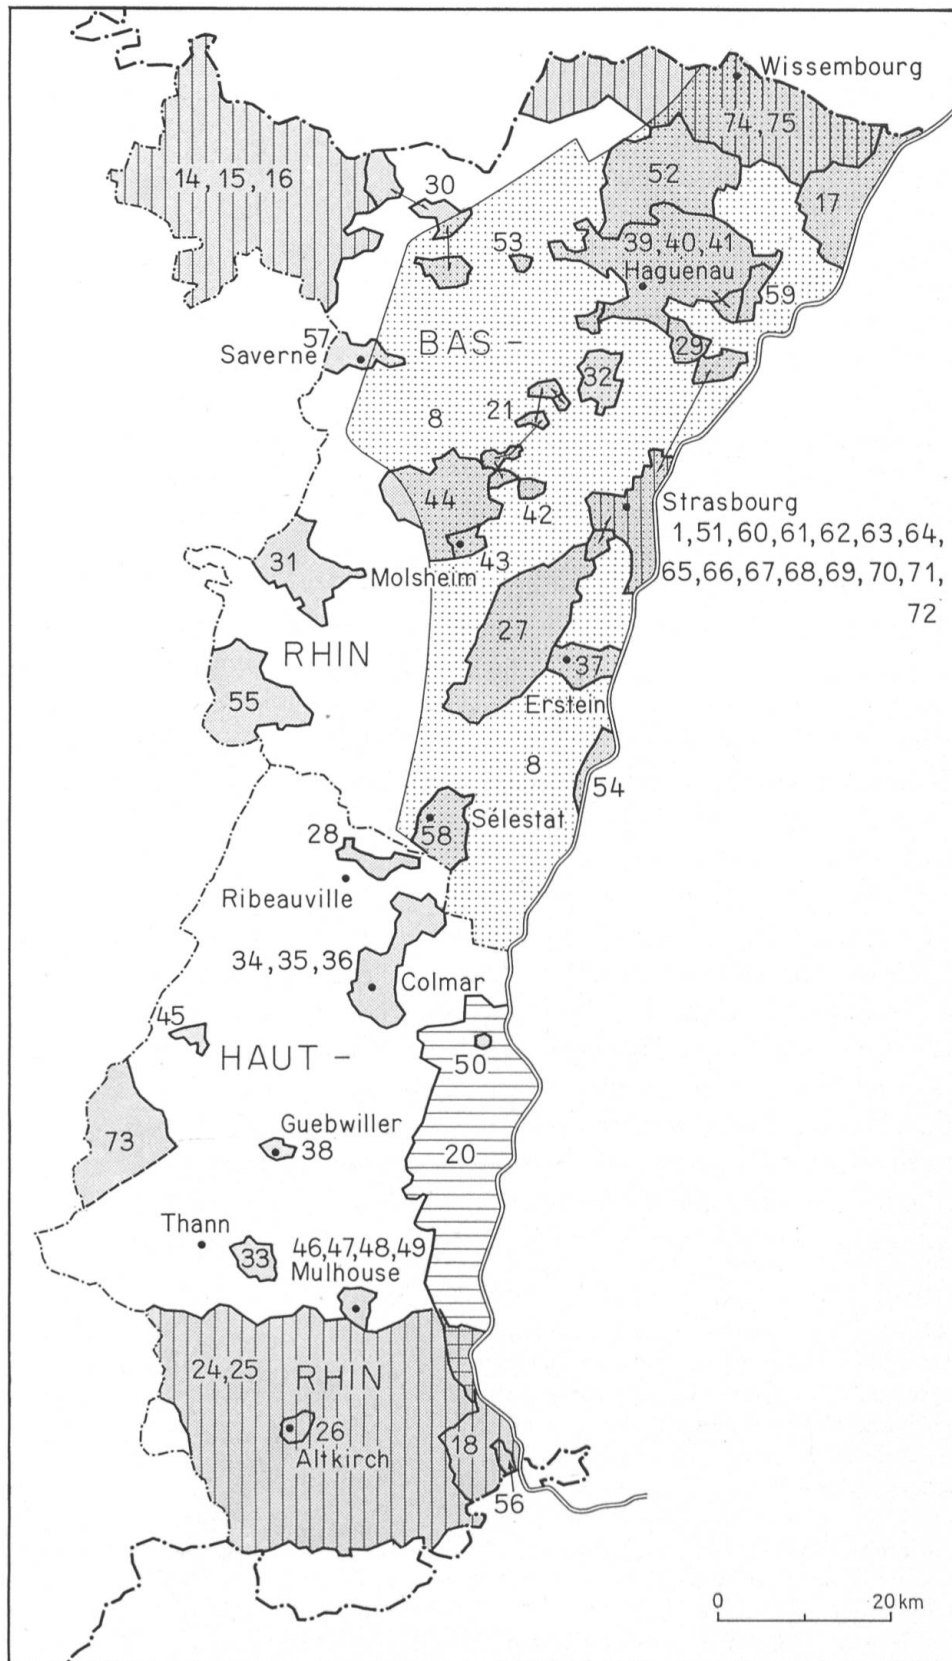 Wissembourg
74,75
14,15,16
30
52
17
53
39,40,41
Haguenau
59
57
Saverne
BAS-
29
32
21
8
44
42
Strasbourg
1,51,60,61,62,63,64,
65,66,67,68,69,70,71,
72
43
31
Molsheim
27
RHIN
37
55
Erstein
8
54
28
58
Sélestat
Ribeauville
34,35,36
Colmar
45
HAUT-
50
Guebwiller
38
73
20
Thann
33
46,47,48,49
Mulhouse
24,25
RHIN
26
Altkirch
18
56
0 20 km